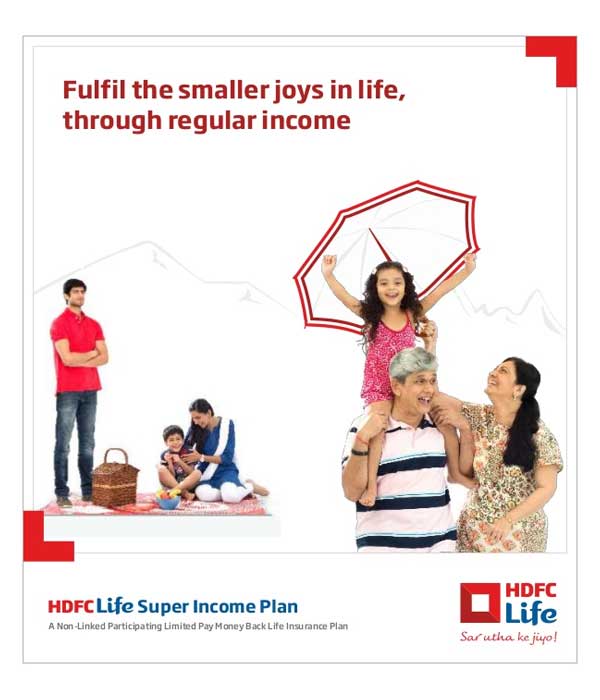 Fulfil the smaller joys in life,
through regular income
HDFC Life Super Income Plan
A Non-Linked Participating Limited Pay Money Back Life Insurance Plan
HDFC
Life
Sar utha ke jiyo!